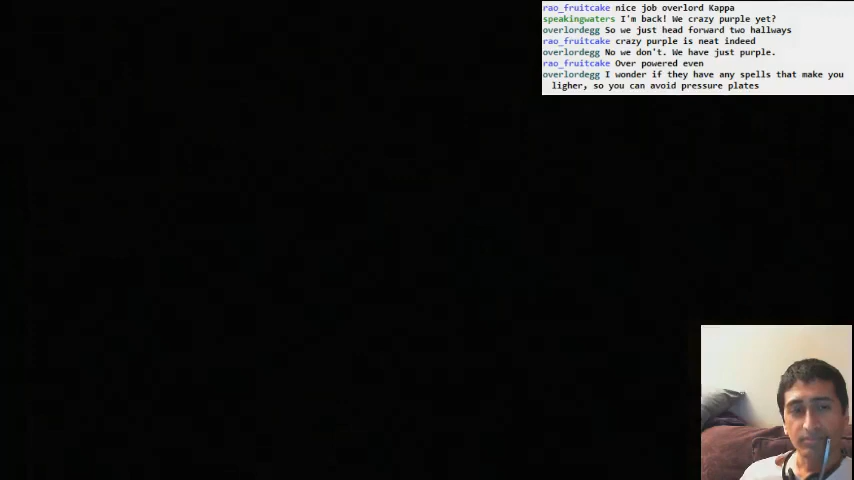 rao_fruitcake nice job overlord Kappa
speakingwaters I'm back! We crazy purple yet?
overlordegg So we just head forward two hallways
rao_fruitcake crazy purple is neat indeed
overlordegg No we don't. We have just purple.
rao_fruitcake Over powered even
overlordegg I wonder if they have any spells that make you
ligher, so you can avoid pressure plates